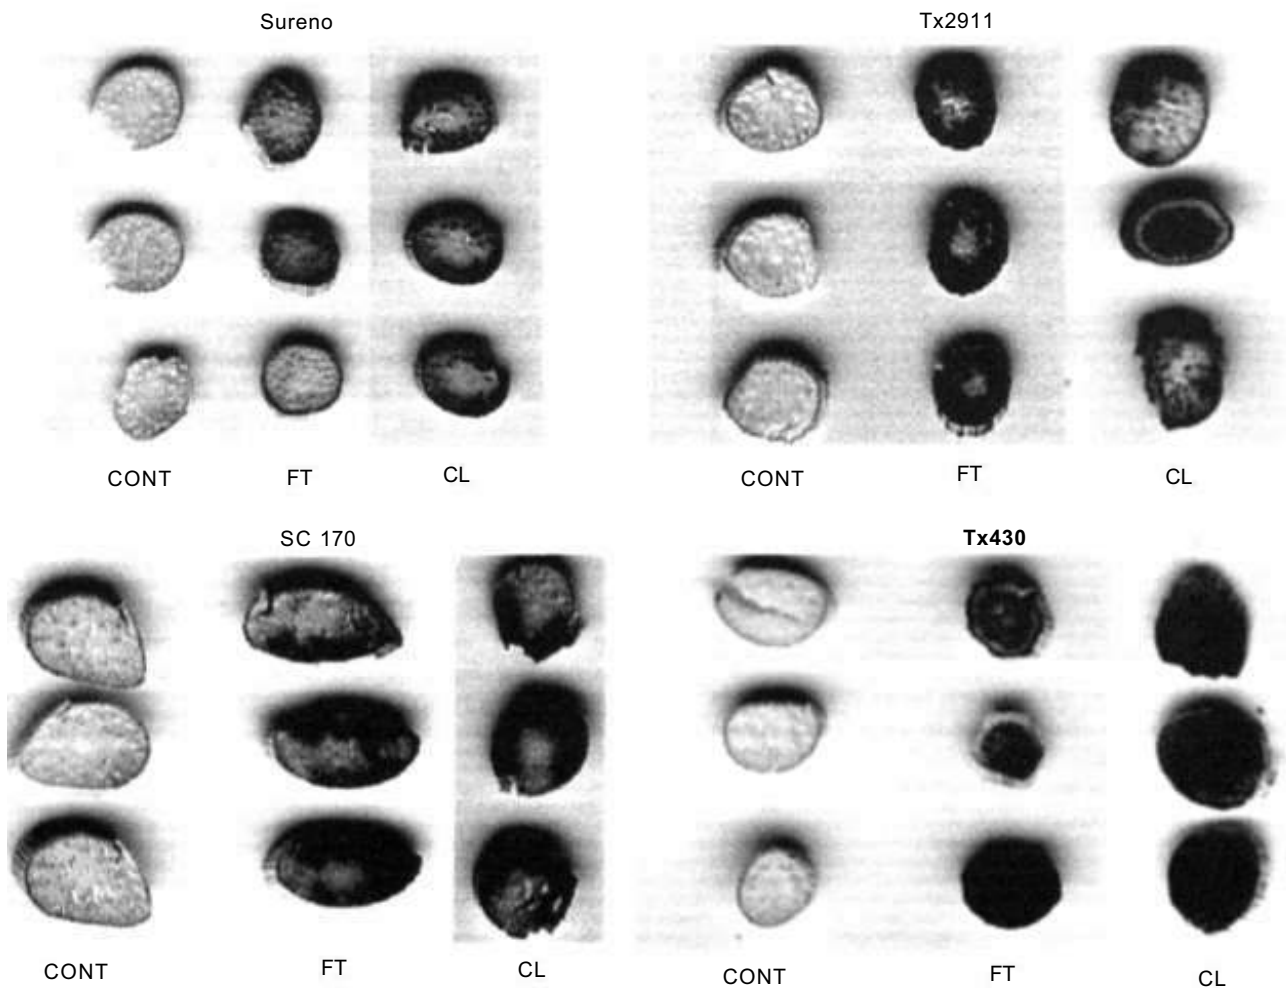 Sureno
Tx2911
CONT
FT
CL
CONT
FT
CL
SC 170
Tx430
CONT
FT
CL
CONT
FT
CL